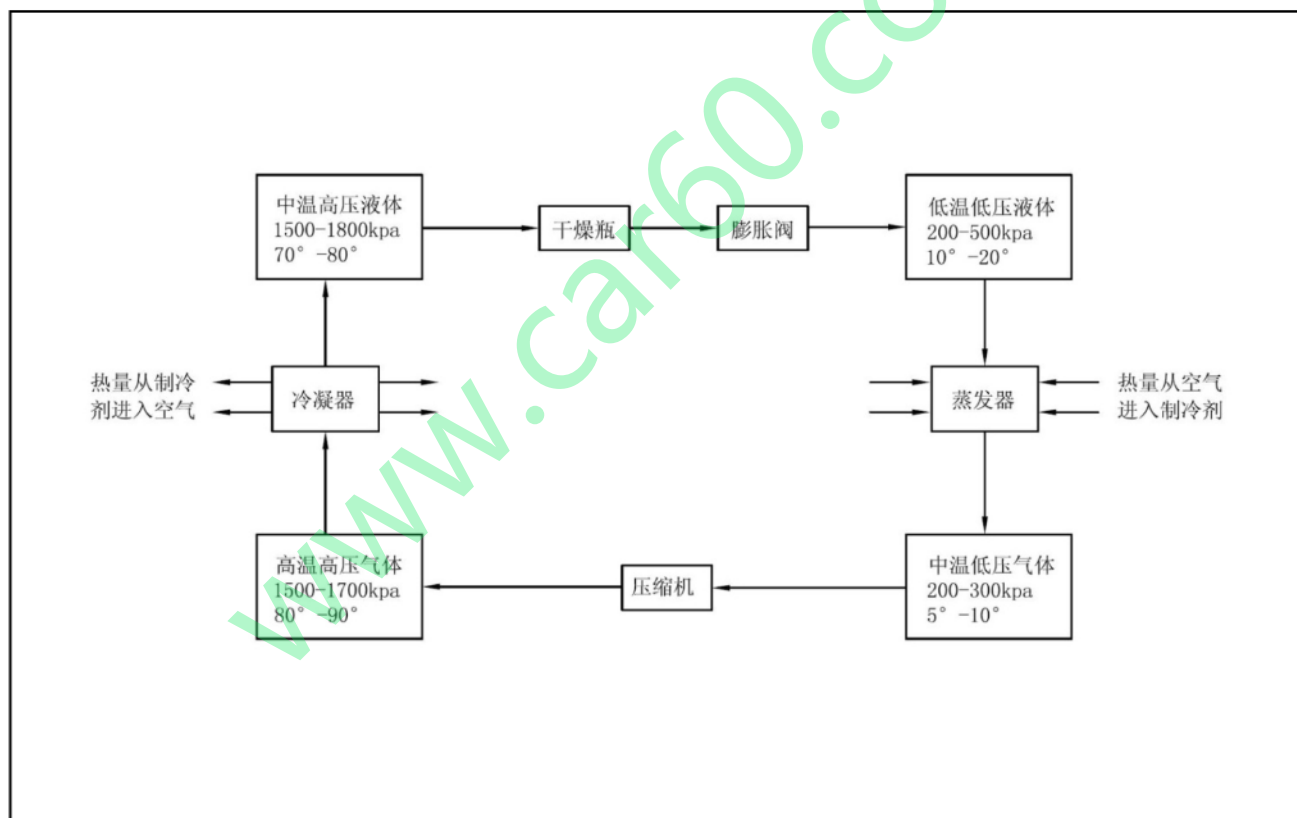 中温高压液体
1500-1800kpa
70° -80°
干燥瓶
膨胀阀
低温低压液体
200-500kpa
10° -20°
热量从制冷
剂进入空气
冷凝器
蒸发器
热量从空气
进入制冷剂
高温高压气体
1500-1700kpa
80° -90°
压缩机
中温低压气体
200-300kpa
5° -10°
www.car60.co